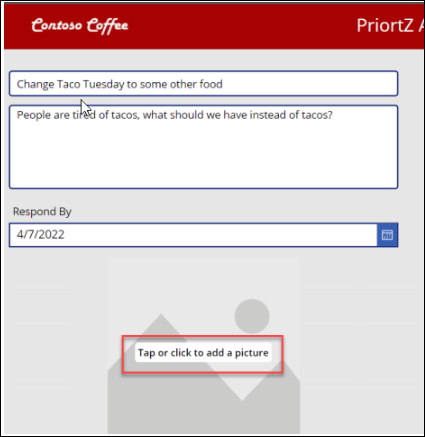 Contoso Coffee
PriortZ A
Change Taco Tuesday to some other food
People are tired of tacos, what should we have instead of tacos?
Respond By
4/7/2022
Tap or click to add a picture